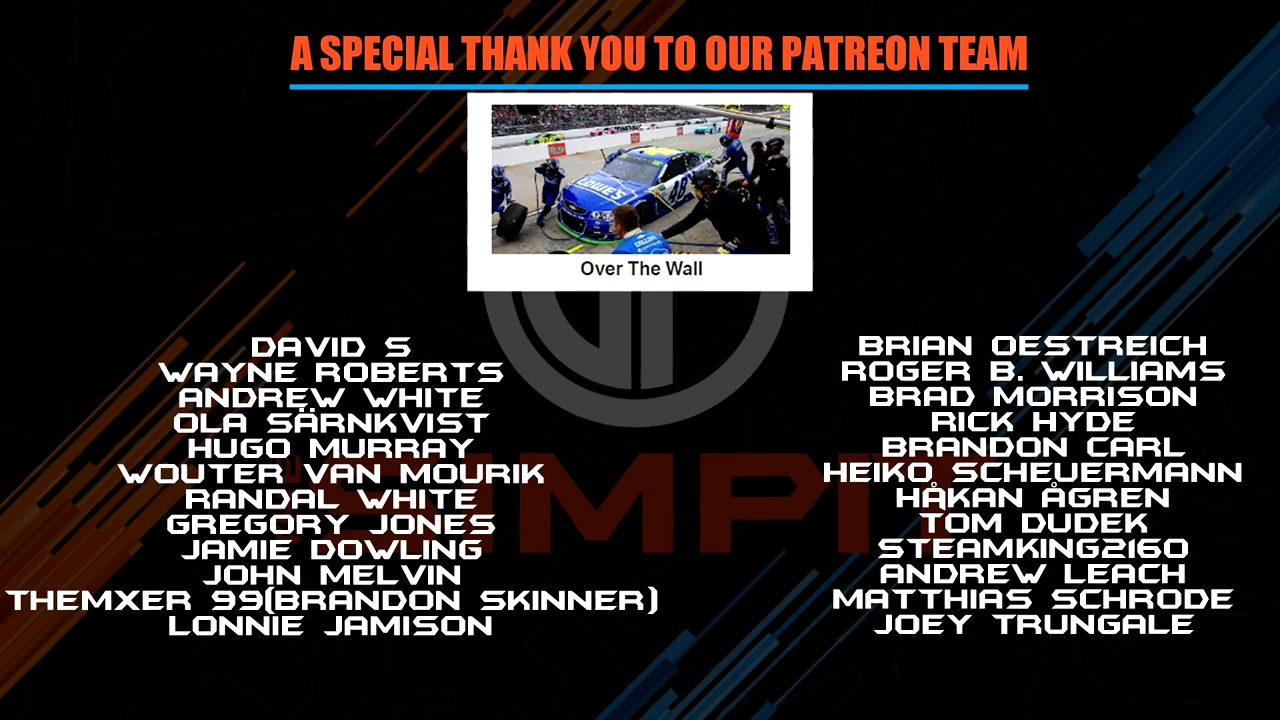 A SPECIAL THANK YOU TO OUR PATREON TEAM
LOWE'S
48
Over The Wall
DAVID S
WAYNE ROBERTS
ANDREW WHITE
OLA SÄRNKVIST
HUGO MURRAY
WOUTER VAN MOURIK
RANDAL WHITE
GREGORY JONES
JAMIE DOWLING
JOHN MELVIN
THEMXER 99(BRANDON SKINNER)
LONNIE JAMISON
BRIAN OESTREICH
ROGER B. WILLIAMS
BRAD MORRISON
RICK HYDE
BRANDON CARL
HEIKO SCHEUERMANN
HÅKAN ÅGREN
TOM DUDEK
STEAMKING2160
ANDREW LEACH
MATTHIAS SCHRODE
JOEY TRUNGALE
SIMPIT